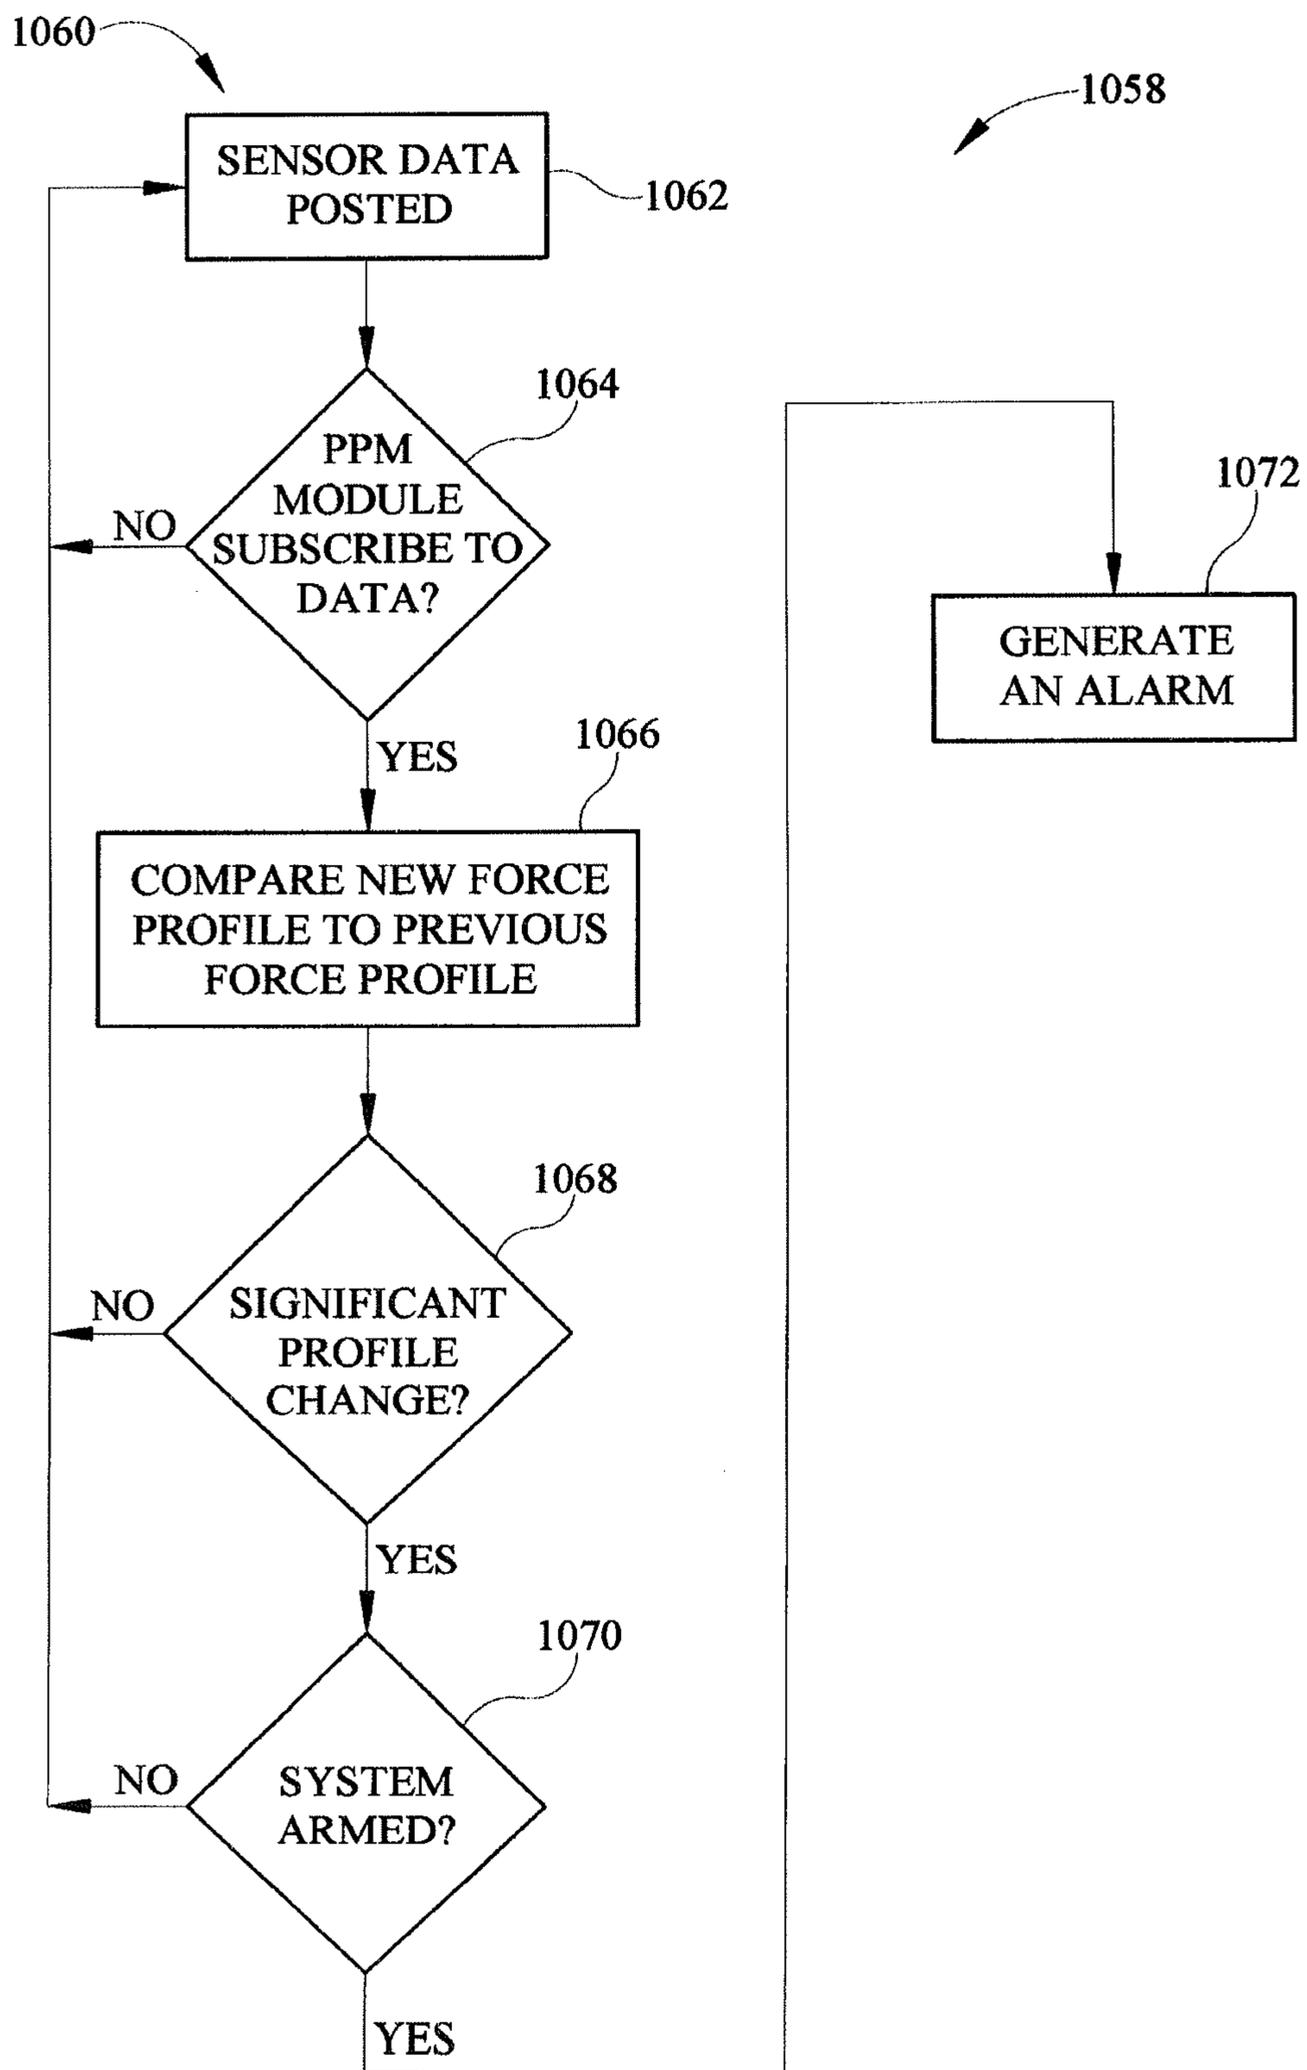 1060
1058
SENSOR DATA
POSTED
1062
1064
PPM
MODULE
SUBSCRIBE TO
DATA?
NO
YES
1066
COMPARE NEW FORCE
PROFILE TO PREVIOUS
FORCE PROFILE
1068
SIGNIFICANT
PROFILE
CHANGE?
NO
YES
1070
SYSTEM
ARMED?
NO
YES
1072
GENERATE
AN ALARM